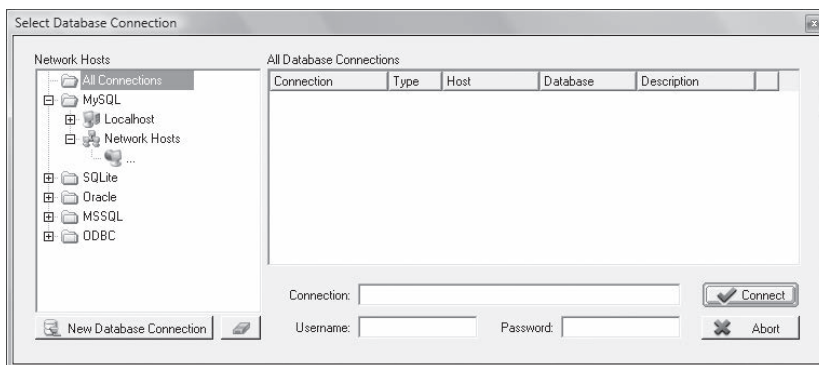 Select Database Connection
Network Hosts
All Connections
MySQL
Localhost
Network Hosts
...
SQLite
Oracle
MSSQL
ODBC
New Database Connection
All Database Connections
Connection Type Host Database Description
Connection:
Connect
Username: Password:
Abort